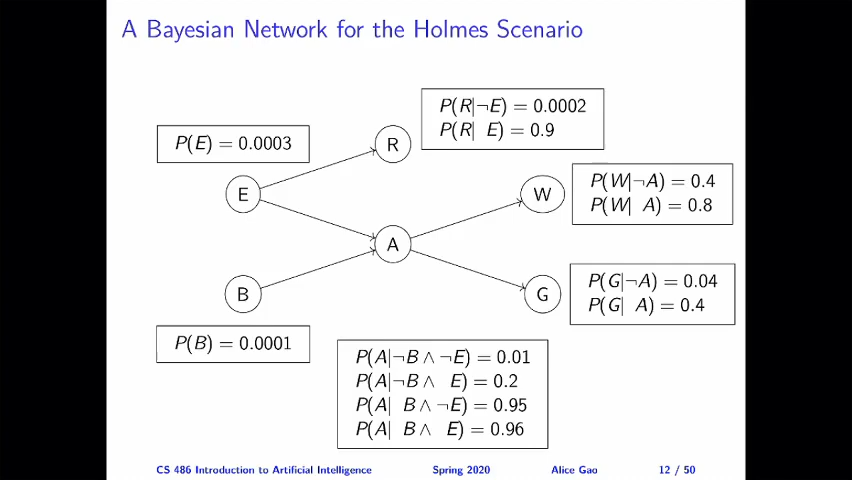 A Bayesian Network for the Holmes Scenario
P(R|¬E) = 0.0002
P(R| E) = 0.9
P(E) = 0.0003
R
P(W|¬A) = 0.4
P(W| A) = 0.8
E
W
A
P(G|¬A) = 0.04
P(G| A) = 0.4
B
G
P(B) = 0.0001
P(A|¬B ∧ ¬E) = 0.01
P(A|¬B ∧ E) = 0.2
P(A| B ∧ ¬E) = 0.95
P(A| B ∧ E) = 0.96
CS 486 Introduction to Artificial Intelligence Spring 2020 Alice Gao 12 / 50